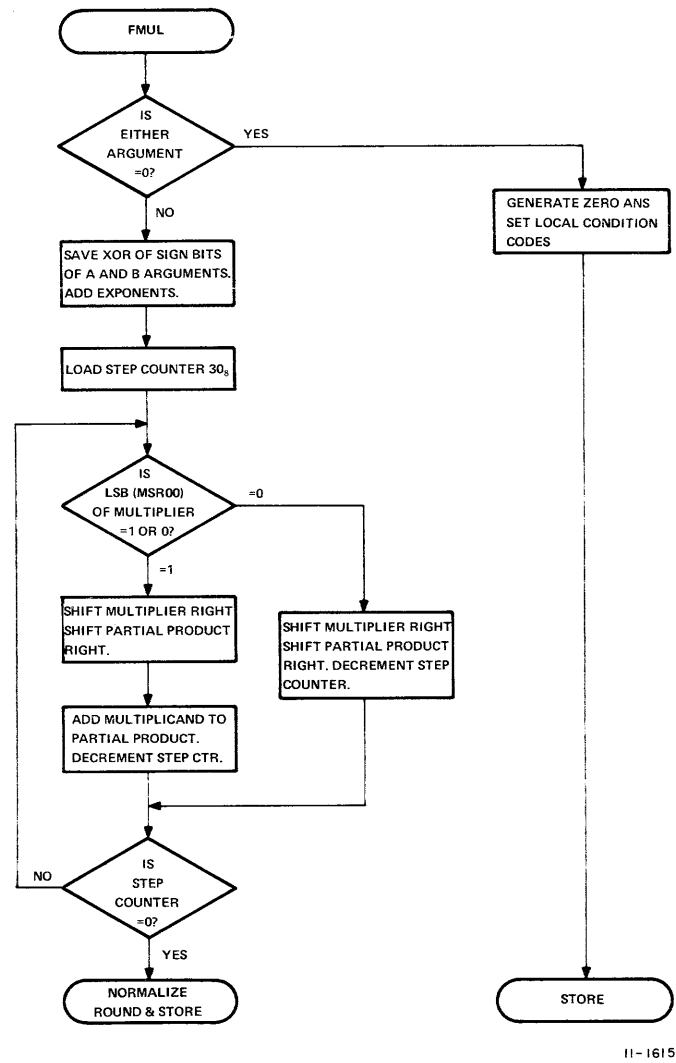 FMUL
IS
EITHER
ARGUMENT
=0?
YES
NO
GENERATE ZERO ANS
SET LOCAL CONDITION
CODES
SAVE XOR OF SIGN BITS
OF A AND B ARGUMENTS.
ADD EXPONENTS.
LOAD STEP COUNTER 30₈
IS
LSB (MSR00)
OF MULTIPLIER
=1 OR 0?
=0
=1
SHIFT MULTIPLIER RIGHT
SHIFT PARTIAL PRODUCT
RIGHT.
SHIFT MULTIPLIER RIGHT
SHIFT PARTIAL PRODUCT
RIGHT. DECREMENT STEP
COUNTER.
ADD MULTIPLICAND TO
PARTIAL PRODUCT.
DECREMENT STEP CTR.
IS
STEP
COUNTER
=0?
NO
YES
NORMALIZE
ROUND & STORE
STORE
11-1615